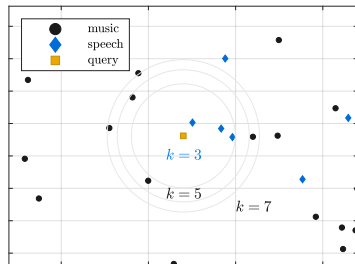 music
speech
query
k = 3
k = 5
k = 7